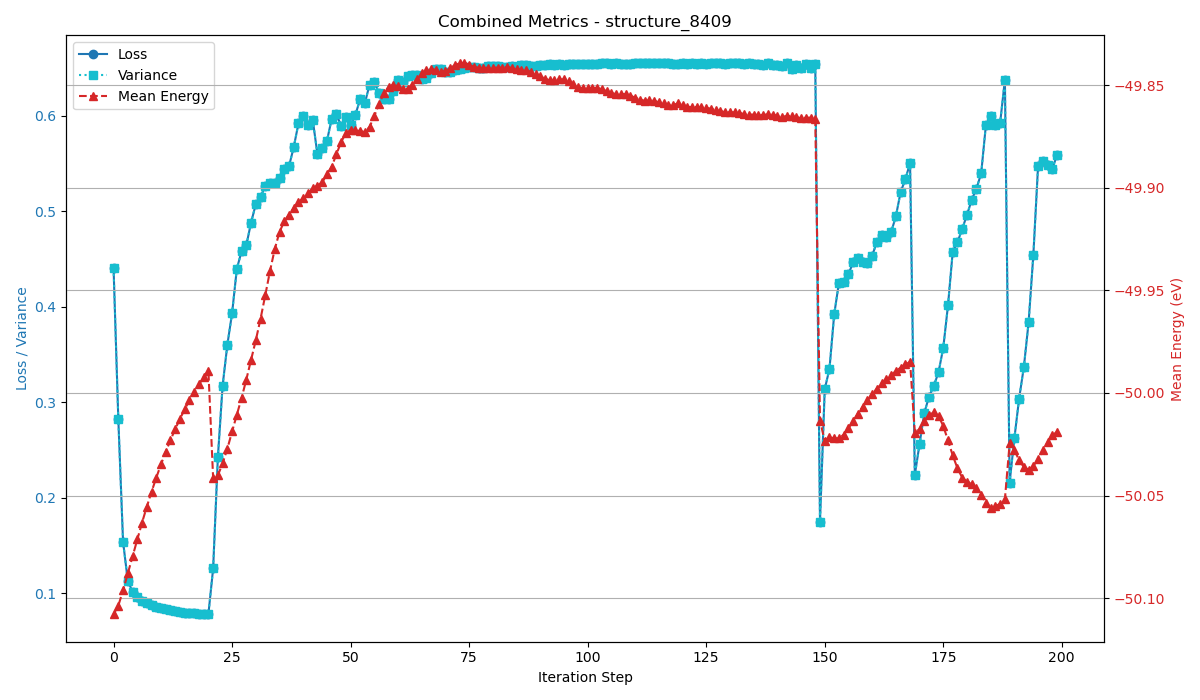 Combined Metrics - structure_8409
Loss
Variance
Mean Energy
Loss / Variance
0.6
0.5
0.4
0.3
0.2
0.1
−49.85
−49.90
−49.95
−50.00
−50.05
−50.10
Mean Energy (eV)
0 25 50 75 100 125 150 175 200
Iteration Step